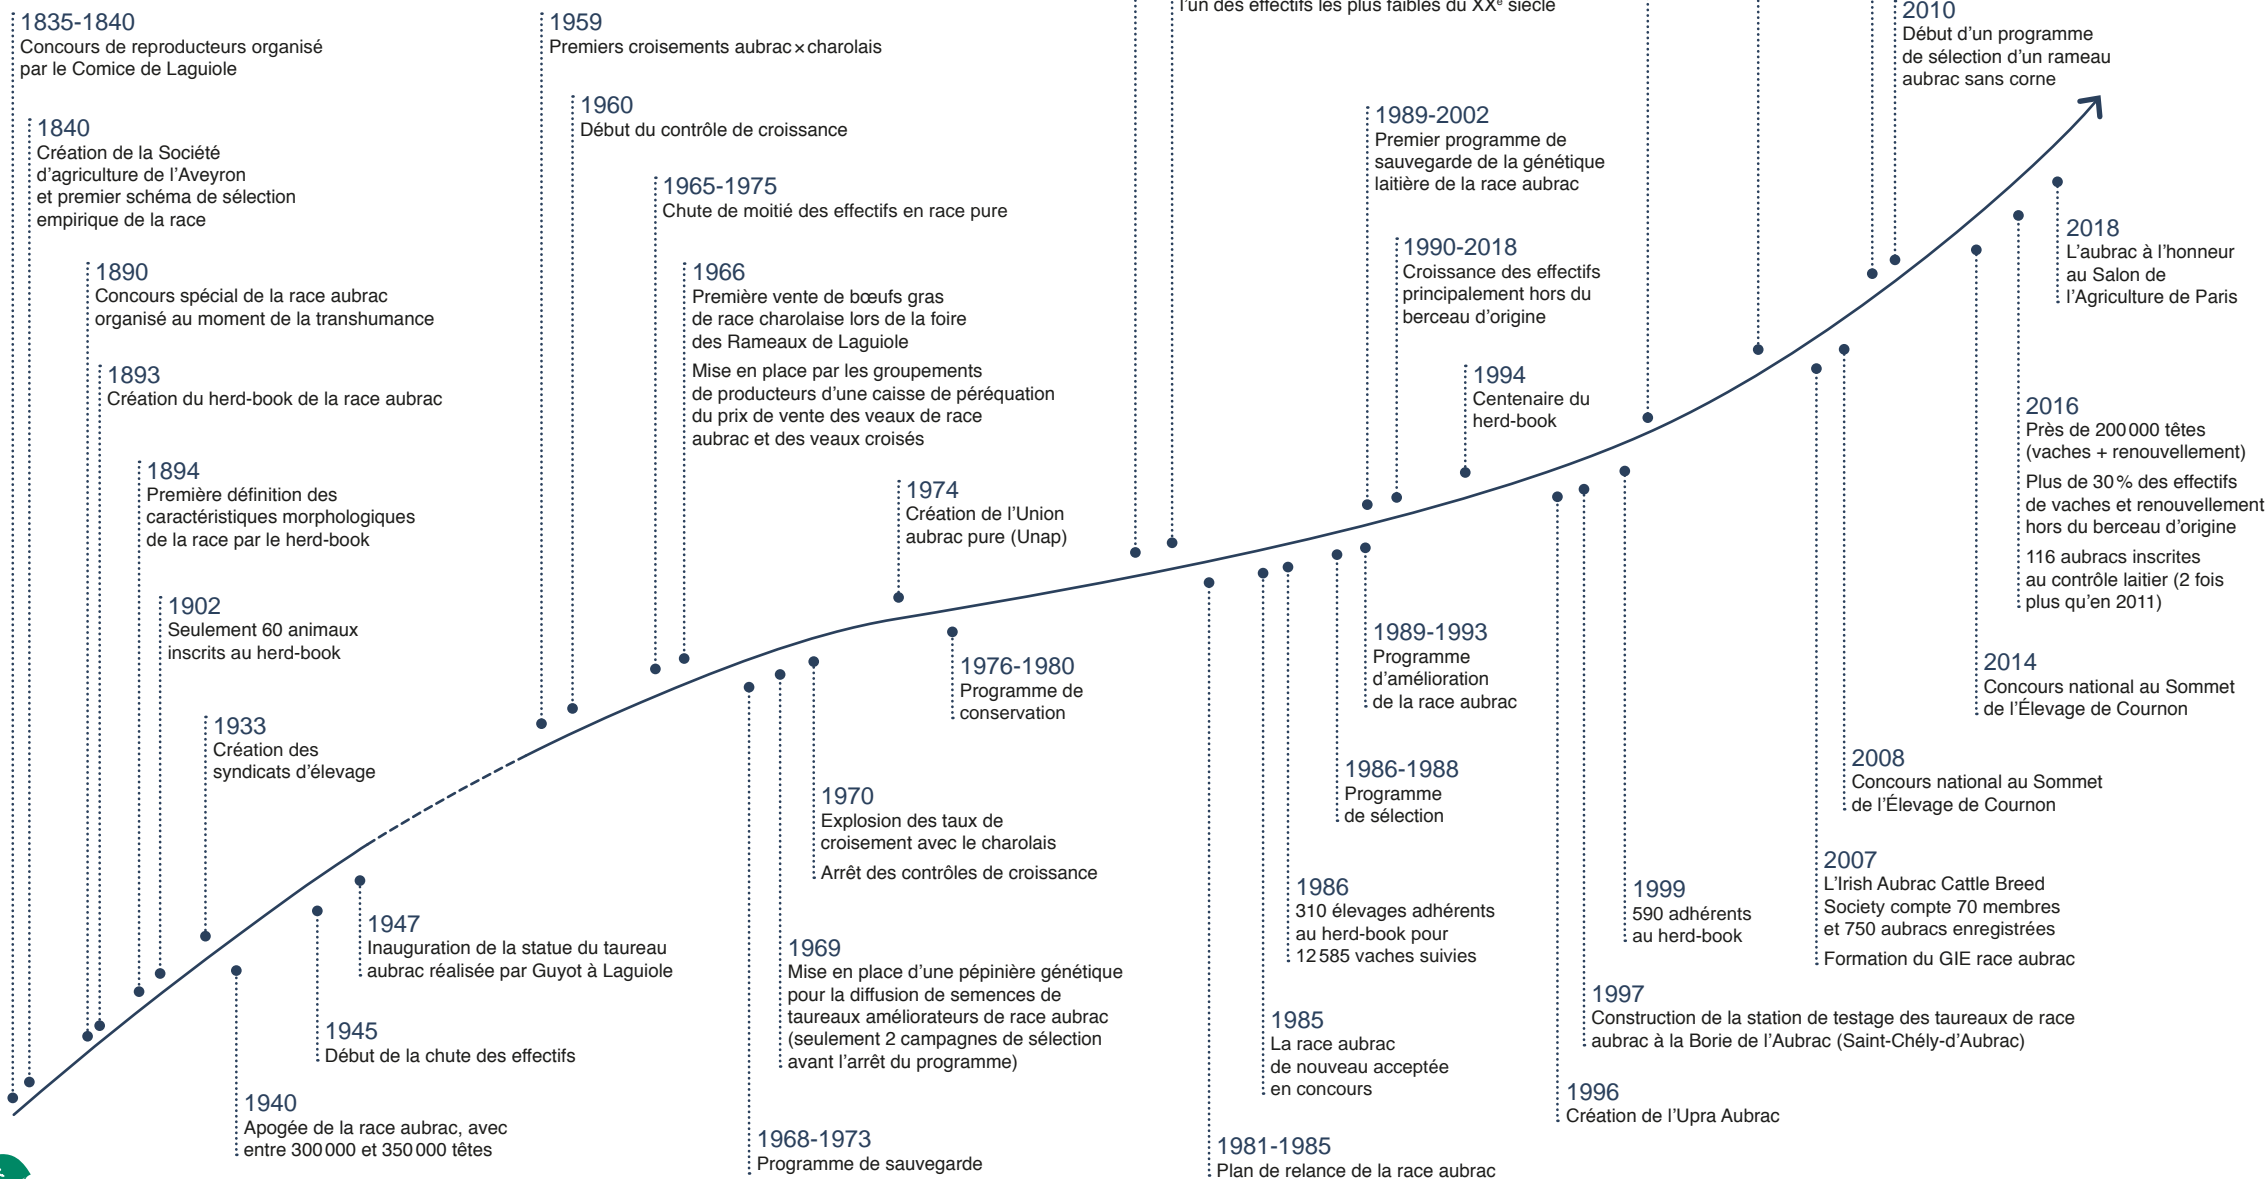 1835-1840
Concours de reproducteurs organisé
par le Comice de Laguiole
1840
Création de la Société
d'agriculture de l'Aveyron
et premier schéma de sélection
empirique de la race
1890
Concours spécial de la race aubrac
organisé au moment de la transhumance
1893
Création du herd-book de la race aubrac
1894
Première définition des
caractéristiques morphologiques
de la race par le herd-book
1902
Seulement 60 animaux
inscrits au herd-book
1933
Création des
syndicats d'élevage
1940
Apogée de la race aubrac, avec
entre 300 000 et 350 000 têtes
1945
Début de la chute des effectifs
1947
Inauguration de la statue du taureau
aubrac réalisée par Guyot à Laguiole
1959
Premiers croisements aubrac × charolais
1960
Début du contrôle de croissance
1965-1975
Chute de moitié des effectifs en race pure
1966
Première vente de bœufs gras
de race charolaise lors de la foire
des Rameaux de Laguiole
Mise en place par les groupements
de producteurs d'une caisse de péréquation
du prix de vente des veaux de race
aubrac et des veaux croisés
1968-1973
Programme de sauvegarde
1969
Mise en place d'une pépinière génétique
pour la diffusion de semences de
taureaux améliorateurs de race aubrac
(seulement 2 campagnes de sélection
avant l'arrêt du programme)
1970
Explosion des taux de
croisement avec le charolais
Arrêt des contrôles de croissance
1974
Création de l'Union
aubrac pure (Unap)
1976-1980
Programme de
conservation
l'un des effectifs les plus faibles du XXe siècle
1981-1985
Plan de relance de la race aubrac
1985
La race aubrac
de nouveau acceptée
en concours
1986
310 élevages adhérents
au herd-book pour
12 585 vaches suivies
1986-1988
Programme
de sélection
1989-1993
Programme
d'amélioration
de la race aubrac
1989-2002
Premier programme de
sauvegarde de la génétique
laitière de la race aubrac
1990-2018
Croissance des effectifs
principalement hors du
berceau d'origine
1994
Centenaire du
herd-book
1996
Création de l'Upra Aubrac
1997
Construction de la station de testage des taureaux de race
aubrac à la Borie de l'Aubrac (Saint-Chély-d'Aubrac)
1999
590 adhérents
au herd-book
2007
L'Irish Aubrac Cattle Breed
Society compte 70 membres
et 750 aubracs enregistrées
Formation du GIE race aubrac
2008
Concours national au Sommet
de l'Élevage de Cournon
2010
Début d'un programme
de sélection d'un rameau
aubrac sans corne
2014
Concours national au Sommet
de l'Élevage de Cournon
2016
Près de 200 000 têtes
(vaches + renouvellement)
Plus de 30 % des effectifs
de vaches et renouvellement
hors du berceau d'origine
116 aubracs inscrites
au contrôle laitier (2 fois
plus qu'en 2011)
2018
L'aubrac à l'honneur
au Salon de
l'Agriculture de Paris